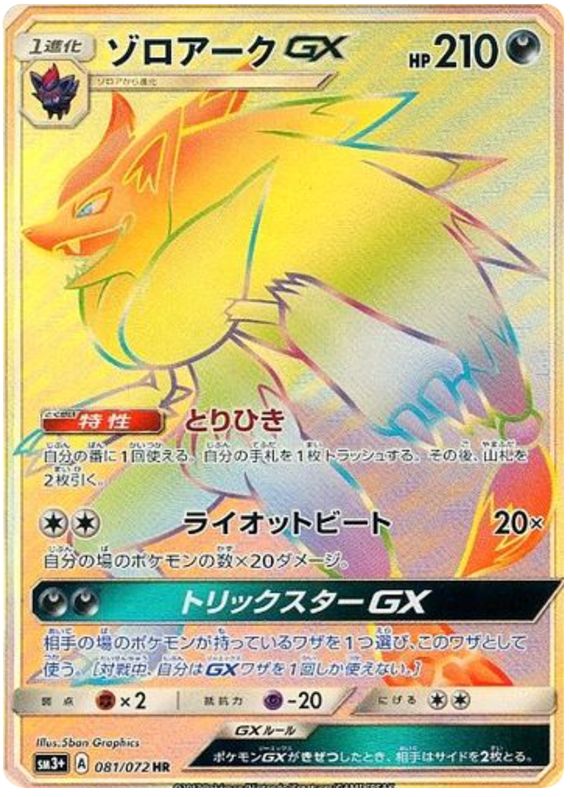 1進化
ゾロアークGX
HP 210
ゾロアから進化
特性 とりひき
自分の番に1回使える。自分の手札を1枚トラッシュする。その後、山札を
2枚引く。
ライオットビート 20×
自分の場のポケモンの数×20ダメージ。
トリックスターGX
相手の場のポケモンが持っているワザを1つ選び、このワザとして
使う。[対戦中、自分はGXワザを1回しか使えない。]
弱点 ×2 抵抗力 -20 にげる
Illus.5ban Graphics
GXルール
SM3+ A 081/072 HR
ポケモンGXがきぜつしたとき、相手はサイドを2枚とる。